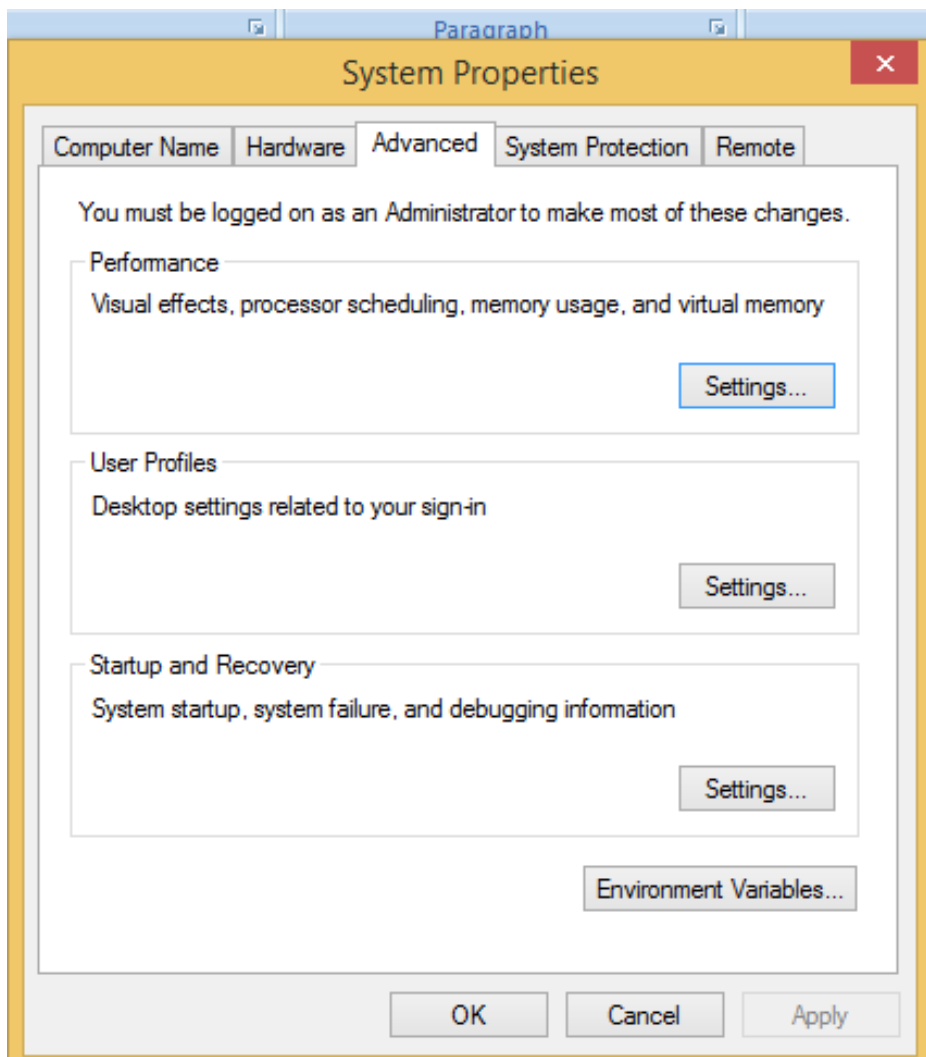 Paragraph
System Properties
Computer Name Hardware Advanced System Protection Remote
You must be logged on as an Administrator to make most of these changes.
Performance
Visual effects, processor scheduling, memory usage, and virtual memory
Settings...
User Profiles
Desktop settings related to your sign-in
Settings...
Startup and Recovery
System startup, system failure, and debugging information
Settings...
Environment Variables...
OK Cancel Apply